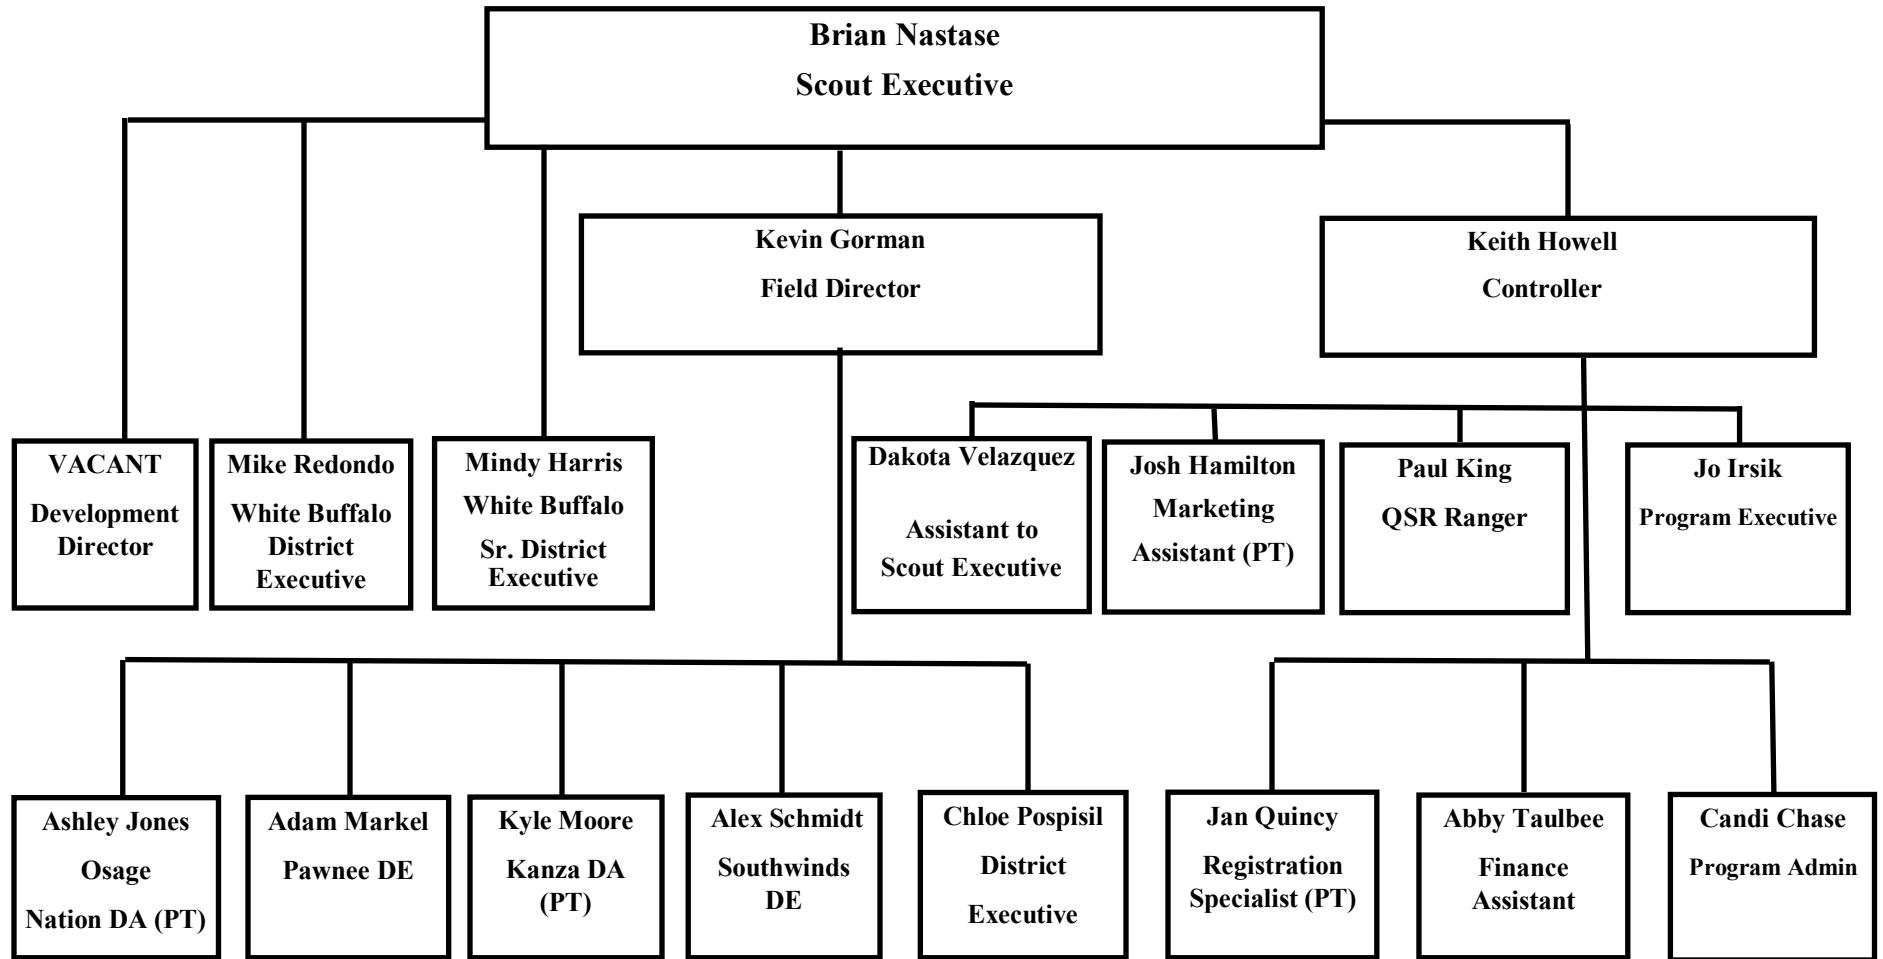 Brian Nastase
Scout Executive
Kevin Gorman
Field Director
Keith Howell
Controller
VACANT
Development
Director
Mike Redondo
White Buffalo
District
Executive
Mindy Harris
White Buffalo
Sr. District
Executive
Dakota Velazquez
Assistant to
Scout Executive
Josh Hamilton
Marketing
Assistant (PT)
Paul King
QSR Ranger
Jo Irsik
Program Executive
Ashley Jones
Osage
Nation DA (PT)
Adam Markel
Pawnee DE
Kyle Moore
Kanza DA
(PT)
Alex Schmidt
Southwinds
DE
Chloe Pospisil
District
Executive
Jan Quincy
Registration
Specialist (PT)
Abby Taulbee
Finance
Assistant
Candi Chase
Program Admin